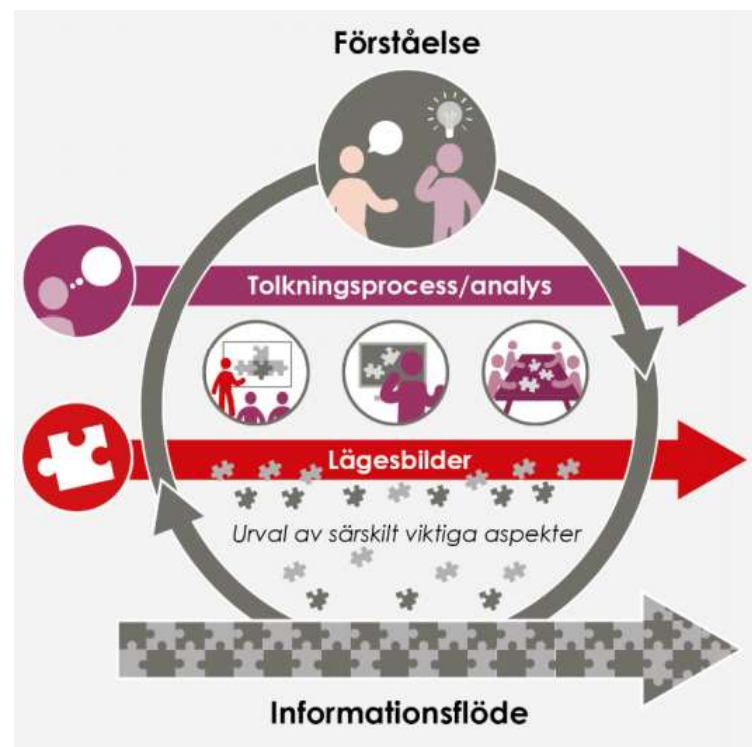 Förståelse
Tolkningsprocess/analys
Lägesbilder
Urval av särskilt viktiga aspekter
Informationsflöde